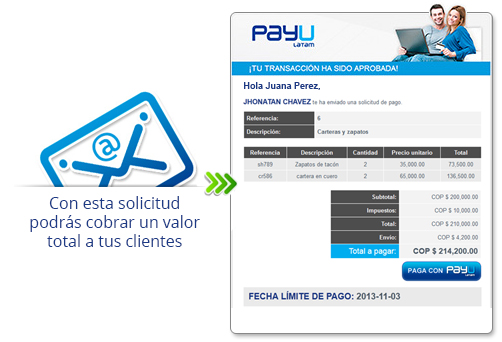 Con esta solicitud
podrás cobrar un valor
total a tus clientes
PayU
LATAM
¡TU TRANSACCIÓN HA SIDO APROBADA!
Hola Juana Perez,
JHONATAN CHAVEZ te ha enviado una solicitud de pago.
Referencia: 6
Descripción: Carteras y zapatos
Referencia Descripción Cantidad Precio unitario Total
sh789 Zapatos de tacón 2 35,000.00 73,500.00
cr586 cartera en cuero 2 65,000.00 136,500.00
Subtotal: COP $ 200,000.00
Impuestos: COP $ 10,000.00
Total: COP $ 210,000.00
Envío: COP $ 4,200.00
Total a pagar: COP $ 214,200.00
PAGA CON PayU
LATAM
FECHA LÍMITE DE PAGO: 2013-11-03